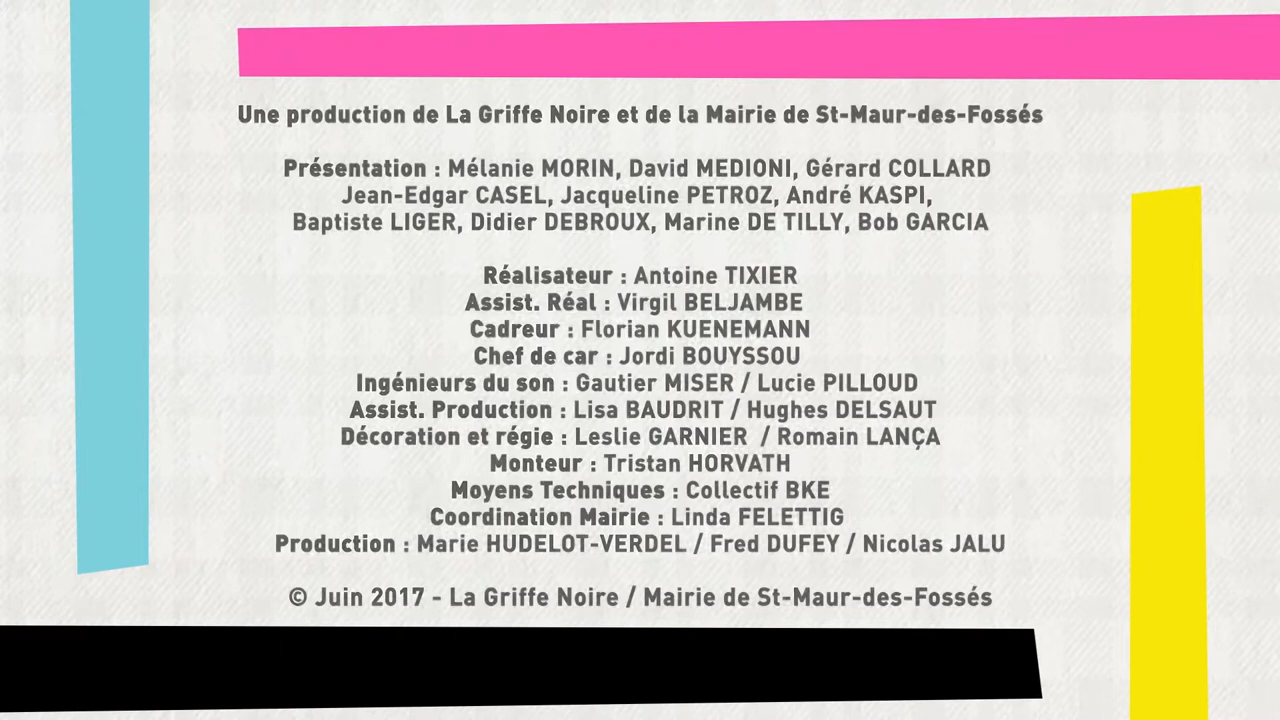 Une production de La Griffe Noire et de la Mairie de St-Maur-des-Fossés
Présentation : Mélanie MORIN, David MEDIONI, Gérard COLLARD
Jean-Edgar CASEL, Jacqueline PETROZ, André KASPI,
Baptiste LIGER, Didier DEBROUX, Marine DE TILLY, Bob GARCIA
Réalisateur : Antoine TIXIER
Assist. Réal : Virgil BELJAMBE
Cadreur : Florian KUENEMANN
Chef de car : Jordi BOUYSSOU
Ingénieurs du son : Gautier MISER / Lucie PILLOUD
Assist. Production : Lisa BAUDRIT / Hughes DELSAUT
Décoration et régie : Leslie GARNIER / Romain LANÇA
Monteur : Tristan HORVATH
Moyens Techniques : Collectif BKE
Coordination Mairie : Linda FELETTIG
Production : Marie HUDELOT-VERDEL / Fred DUFEY / Nicolas JALU
© Juin 2017 - La Griffe Noire / Mairie de St-Maur-des-Fossés